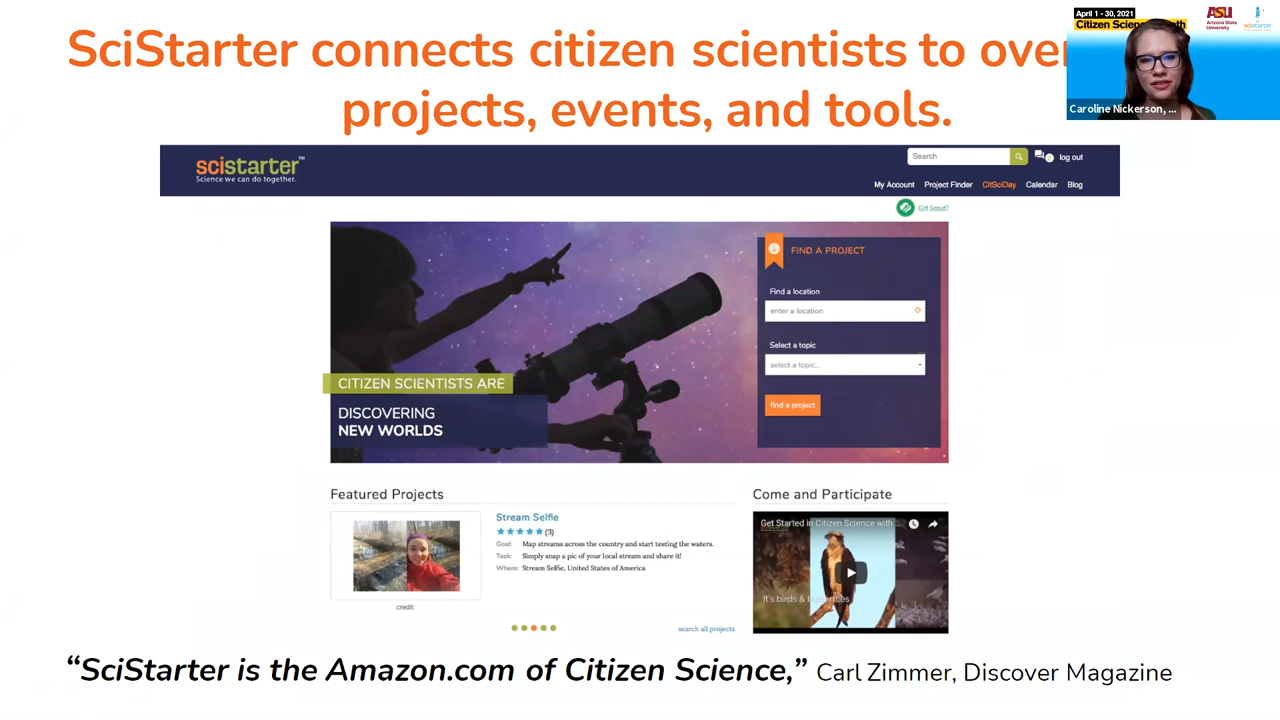 SciStarter connects citizen scientists to over
projects, events, and tools.
April 1 - 30, 2021
ASU
Arizona State
University
scistarter
Caroline Nickerson, ...
scistarter™
Science we can do together.
Search
log out
My Account Project Finder CitSciDay Calendar Blog
Girl Scout?
FIND A PROJECT
Find a location
enter a location
Select a topic
select a topic...
find a project
CITIZEN SCIENTISTS ARE
DISCOVERING
NEW WORLDS
Featured Projects
Stream Selfie
(3)
Goal: Map streams across the country and start testing the waters.
Task: Simply snap a pic of your local stream and share it!
Where: Stream Selfie, United States of America
credit:
search all projects
Come and Participate
Get Started in Citizen Science with
It's birds &
“SciStarter is the Amazon.com of Citizen Science,” Carl Zimmer, Discover Magazine